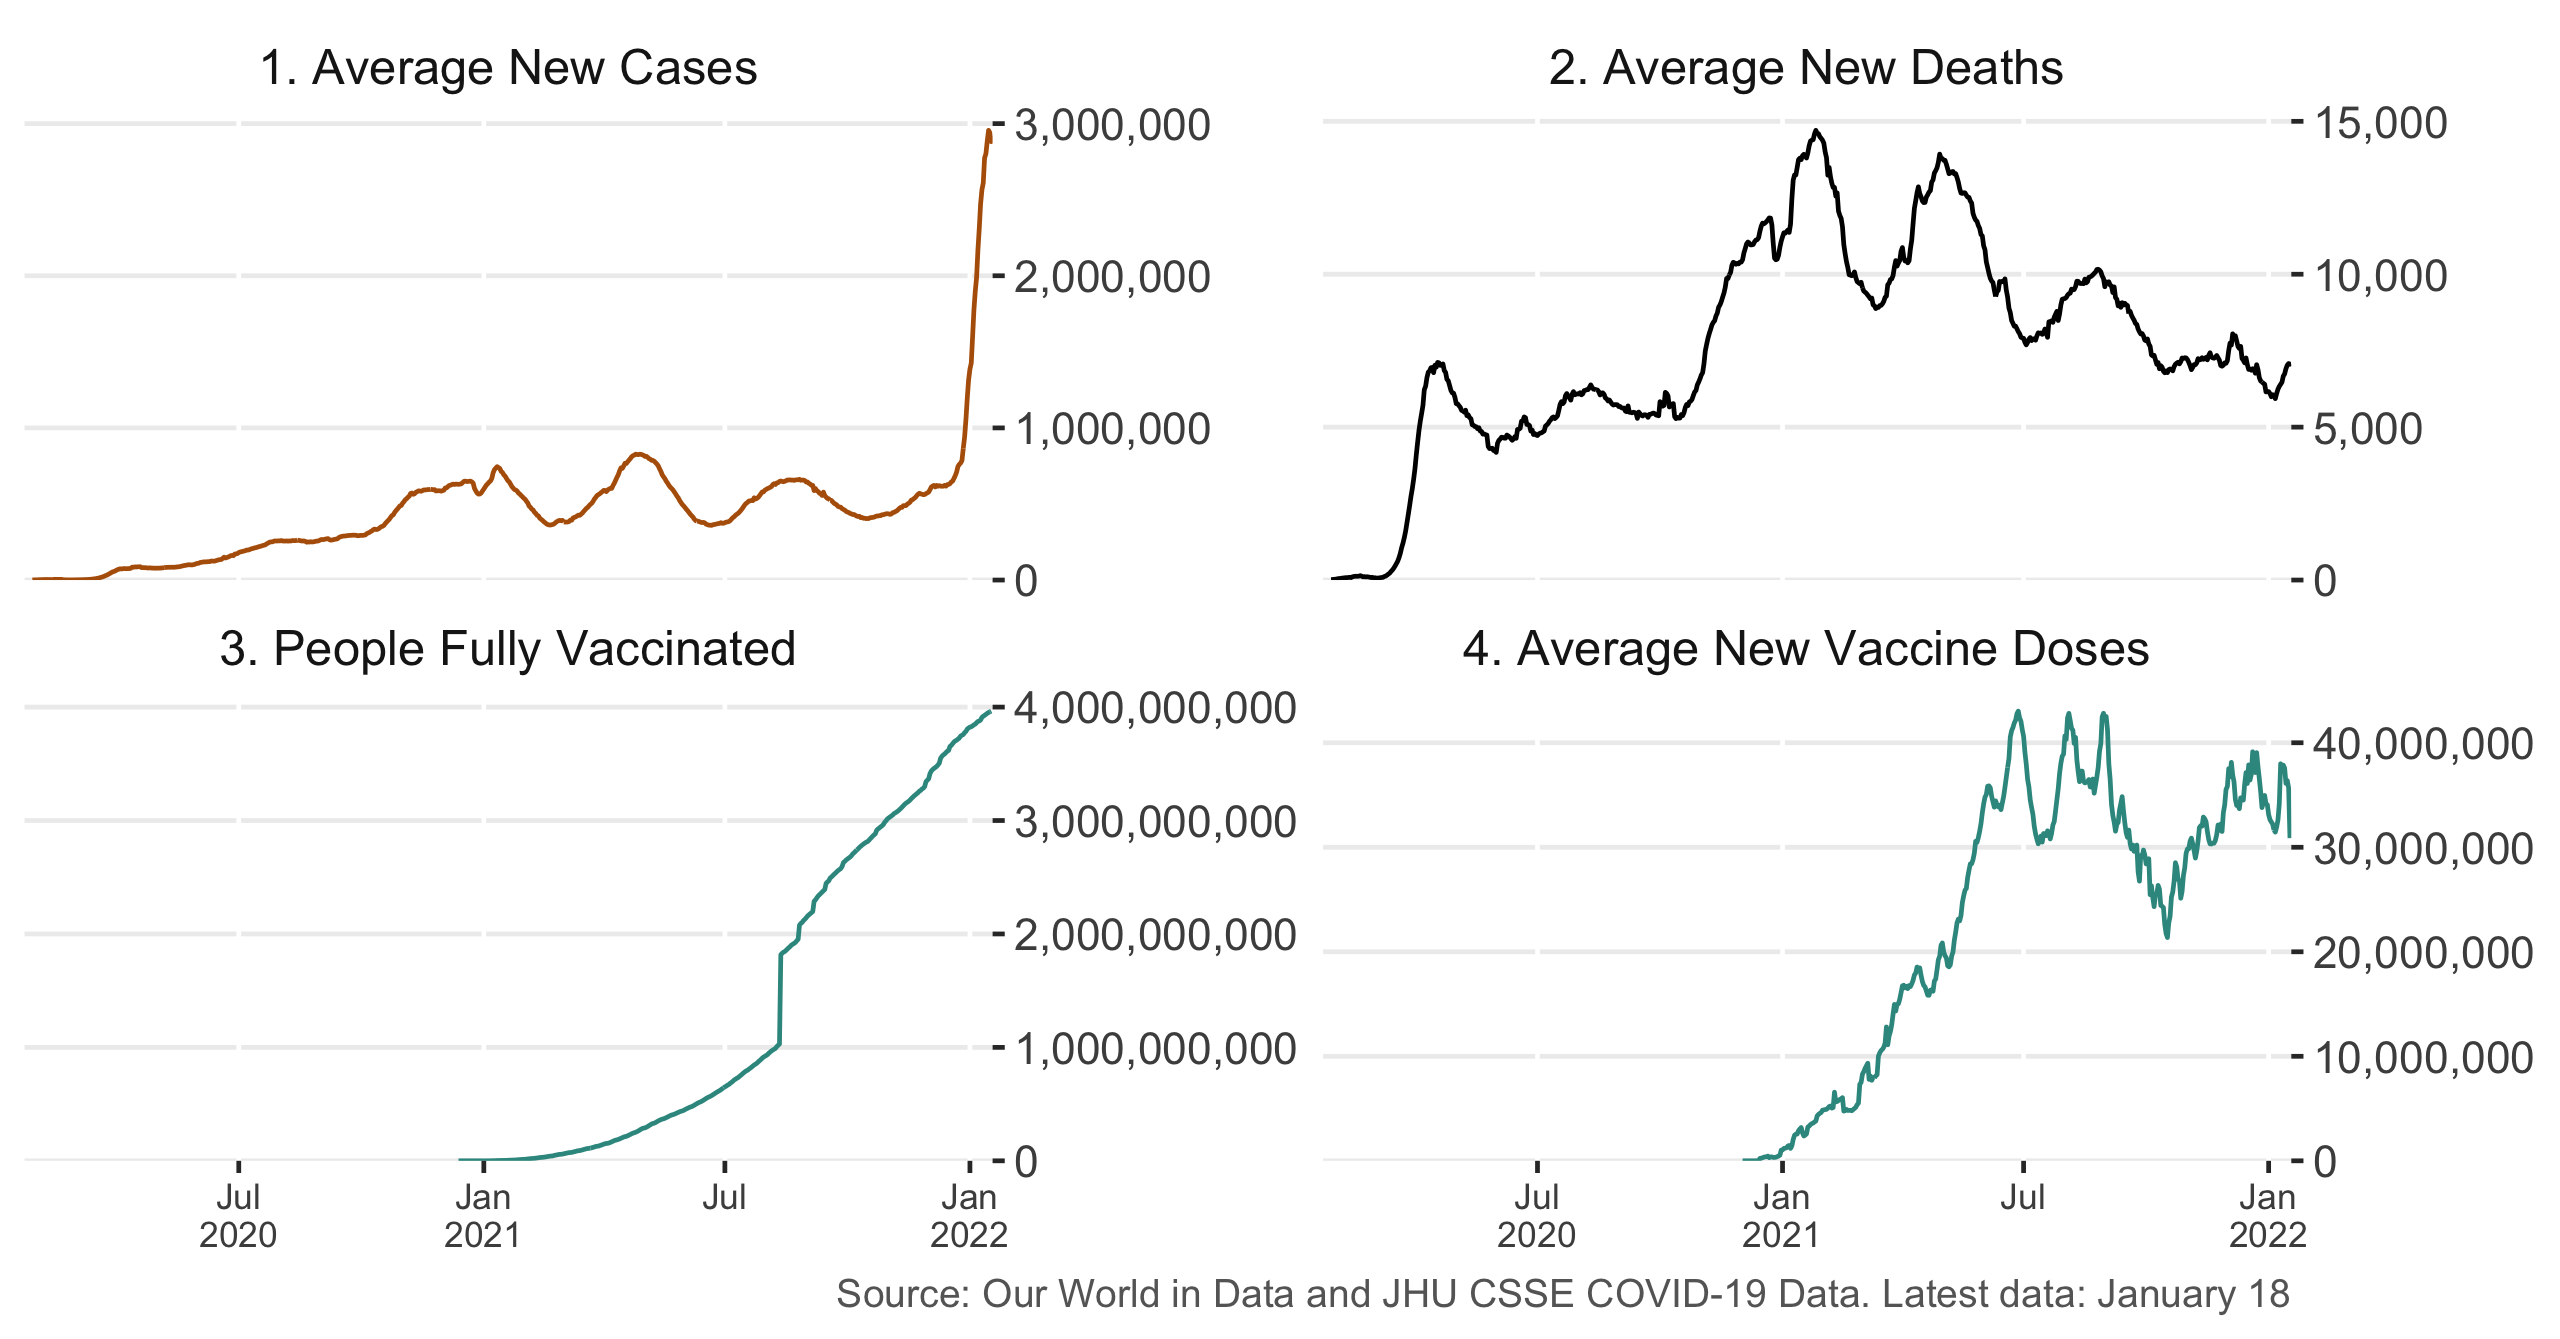 1. Average New Cases
3,000,000
2,000,000
1,000,000
0
2. Average New Deaths
15,000
10,000
5,000
0
3. People Fully Vaccinated
4,000,000,000
3,000,000,000
2,000,000,000
1,000,000,000
0
Jul
2020
Jan
2021
Jul
Jan
2022
4. Average New Vaccine Doses
40,000,000
30,000,000
20,000,000
10,000,000
0
Jul
2020
Jan
2021
Jul
Jan
2022
Source: Our World in Data and JHU CSSE COVID-19 Data. Latest data: January 18